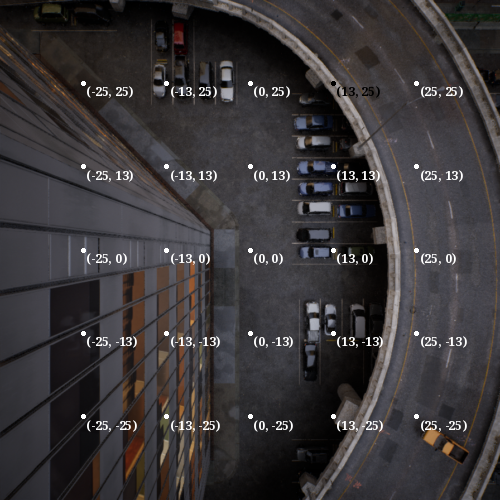 (-25, 25) (-13, 25) (0, 25) (13, 25) (25, 25)
(-25, 13) (-13, 13) (0, 13) (13, 13) (25, 13)
(-25, 0) (-13, 0) (0, 0) (13, 0) (25, 0)
(-25, -13) (-13, -13) (0, -13) (13, -13) (25, -13)
(-25, -25) (-13, -25) (0, -25) (13, -25) (25, -25)